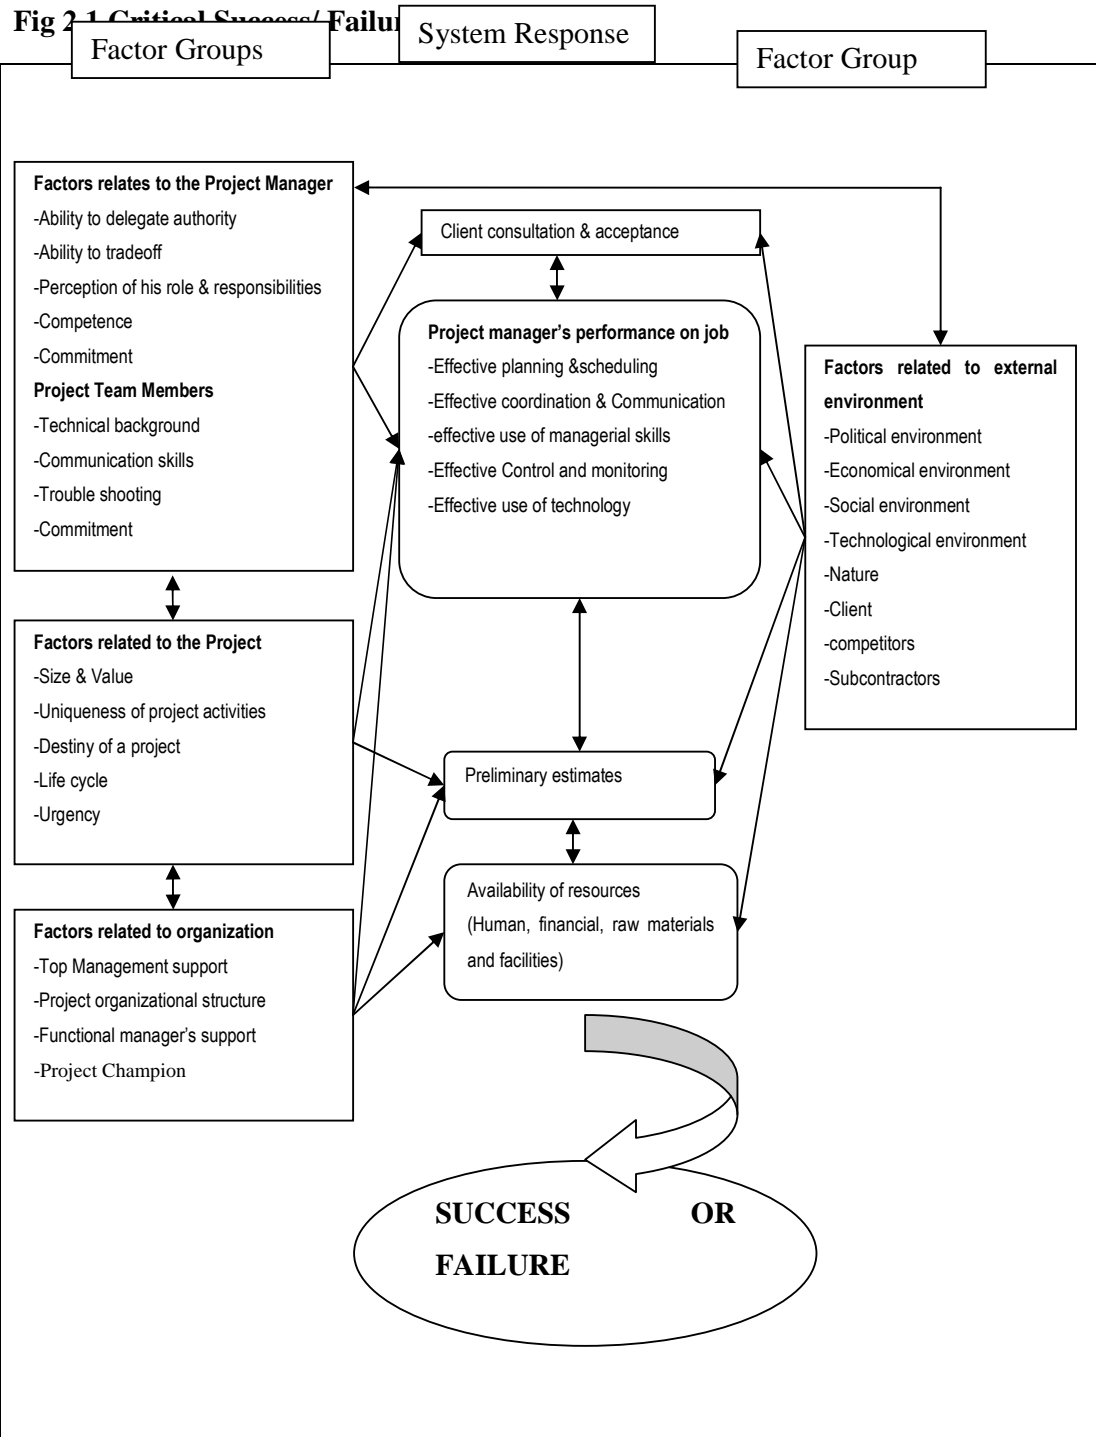 Fig 2.1 Critical Success/ Failur
Factor Groups
System Response
Factor Group
Factors relates to the Project Manager
-Ability to delegate authority
-Ability to tradeoff
-Perception of his role & responsibilities
-Competence
-Commitment
Project Team Members
-Technical background
-Communication skills
-Trouble shooting
-Commitment
Factors related to the Project
-Size & Value
-Uniqueness of project activities
-Destiny of a project
-Life cycle
-Urgency
Factors related to organization
-Top Management support
-Project organizational structure
-Functional manager's support
-Project Champion
Client consultation & acceptance
Project manager's performance on job
-Effective planning &scheduling
-Effective coordination & Communication
-effective use of managerial skills
-Effective Control and monitoring
-Effective use of technology
Preliminary estimates
Availability of resources
(Human, financial, raw materials
and facilities)
Factors related to external
environment
-Political environment
-Economical environment
-Social environment
-Technological environment
-Nature
-Client
-competitors
-Subcontractors
SUCCESS OR
FAILURE